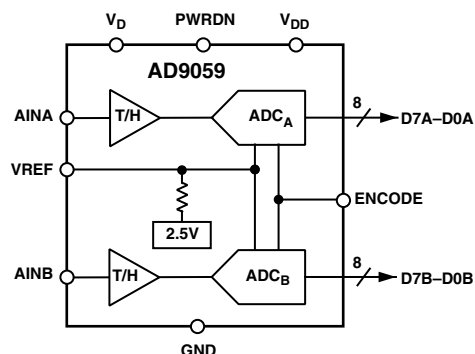 VD PWRDN VDD
AD9059
AINA T/H ADCA 8 D7A–D0A
VREF
ENCODE
2.5V
AINB T/H ADCB 8 D7B–D0B
GND